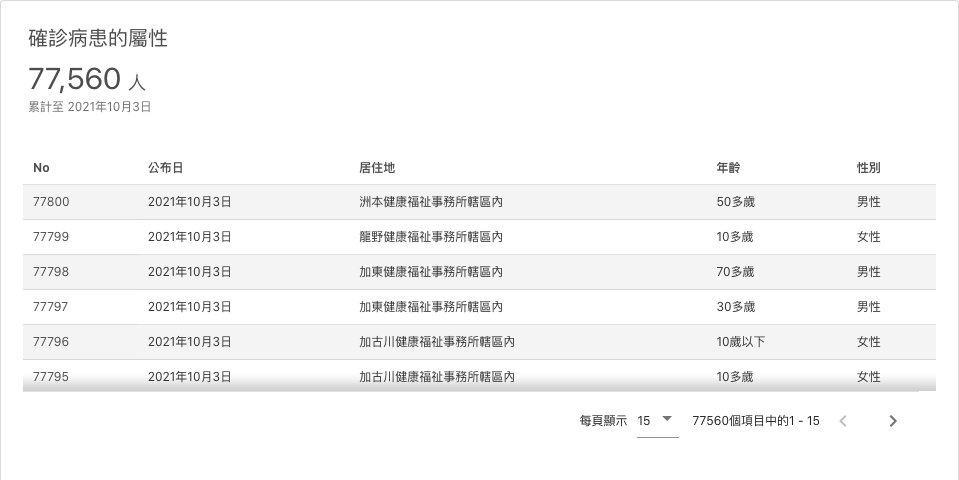 確診病患的屬性
77,560 人
累計至 2021年10月3日
No 公布日 居住地 年齡 性別
77800 2021年10月3日 洲本健康福祉事務所轄區內 50多歲 男性
77799 2021年10月3日 龍野健康福祉事務所轄區內 10多歲 女性
77798 2021年10月3日 加東健康福祉事務所轄區內 70多歲 男性
77797 2021年10月3日 加東健康福祉事務所轄區內 30多歲 男性
77796 2021年10月3日 加古川健康福祉事務所轄區內 10歲以下 女性
77795 2021年10月3日 加古川健康福祉事務所轄區內 10多歲 女性
每頁顯示 15 77560個項目中的1 - 15